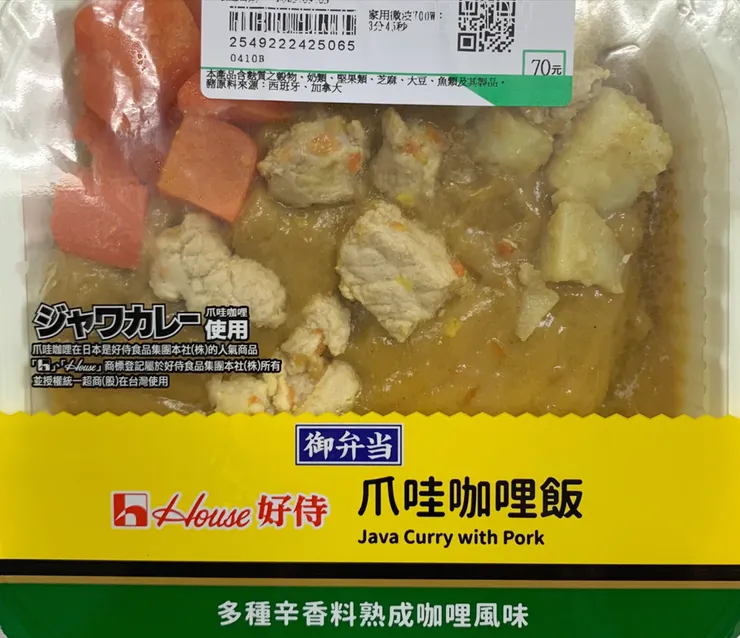 家用微波700W：
3分45秒
2549222425065
0410B
70元
本產品含麩質之穀物、奶類、堅果類、芝麻、大豆、魚類及其製品。
豬原料來源：西班牙、加拿大
ジャワカレー 爪哇咖哩使用
爪哇咖哩在日本是好侍食品集團本社(株)的人氣商品
「h」、「House」商標登記屬於好侍食品集團本社(株)所有
並授權統一超商(股)在台灣使用
御弁当
House 好侍 爪哇咖哩飯
Java Curry with Pork
多種辛香料熟成咖哩風味